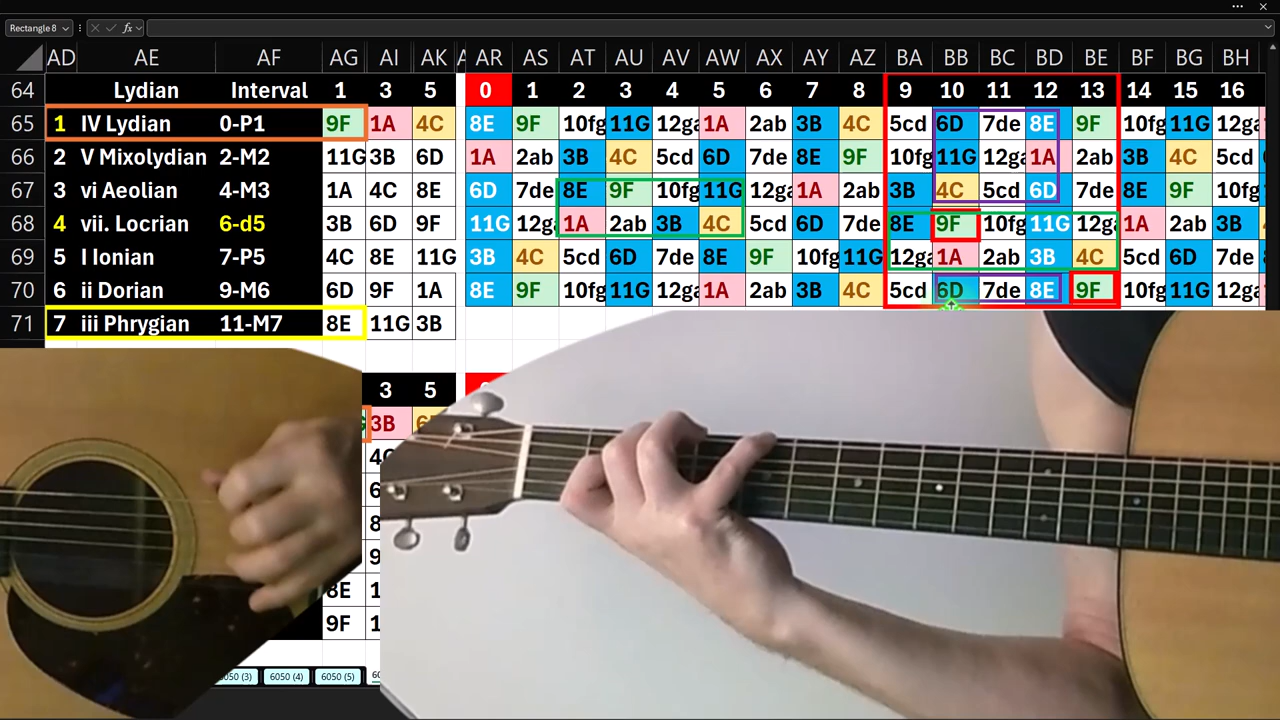 Rectangle 8 fx
AD AE AF AG AI AK AR AS AT AU AV AW AX AY AZ BA BB BC BD BE BF BG BH
64 Lydian Interval 1 3 5 0 1 2 3 4 5 6 7 8 9 10 11 12 13 14 15 16
65 1 IV Lydian 0-P1 9F 1A 4C 8E 9F 10fg 11G 12ga 1A 2ab 3B 4C 5cd 6D 7de 8E 9F 10fg 11G 12ga
66 2 V Mixolydian 2-M2 11G 3B 6D 1A 2ab 3B 4C 5cd 6D 7de 8E 9F 10fg 11G 12ga 1A 2ab 3B 4C 5cd
67 3 vi Aeolian 4-M3 1A 4C 8E 6D 7de 8E 9F 10fg 11G 12ga 1A 2ab 3B 4C 5cd 6D 7de 8E 9F 10fg
68 4 vii. Locrian 6-d5 3B 6D 9F 11G 12ga 1A 2ab 3B 4C 5cd 6D 7de 8E 9F 10fg 11G 12ga 1A 2ab 3B
69 5 I Ionian 7-P5 4C 8E 11G 3B 4C 5cd 6D 7de 8E 9F 10fg 11G 12ga 1A 2ab 3B 4C 5cd 6D 7de
70 6 ii Dorian 9-M6 6D 9F 1A 8E 9F 10fg 11G 12ga 1A 2ab 3B 4C 5cd 6D 7de 8E 9F 10fg 11G 12ga
71 7 iii Phrygian 11-M7 8E 11G 3B
3 5
3B
8E
9F
6050 (4) 6050 (5)